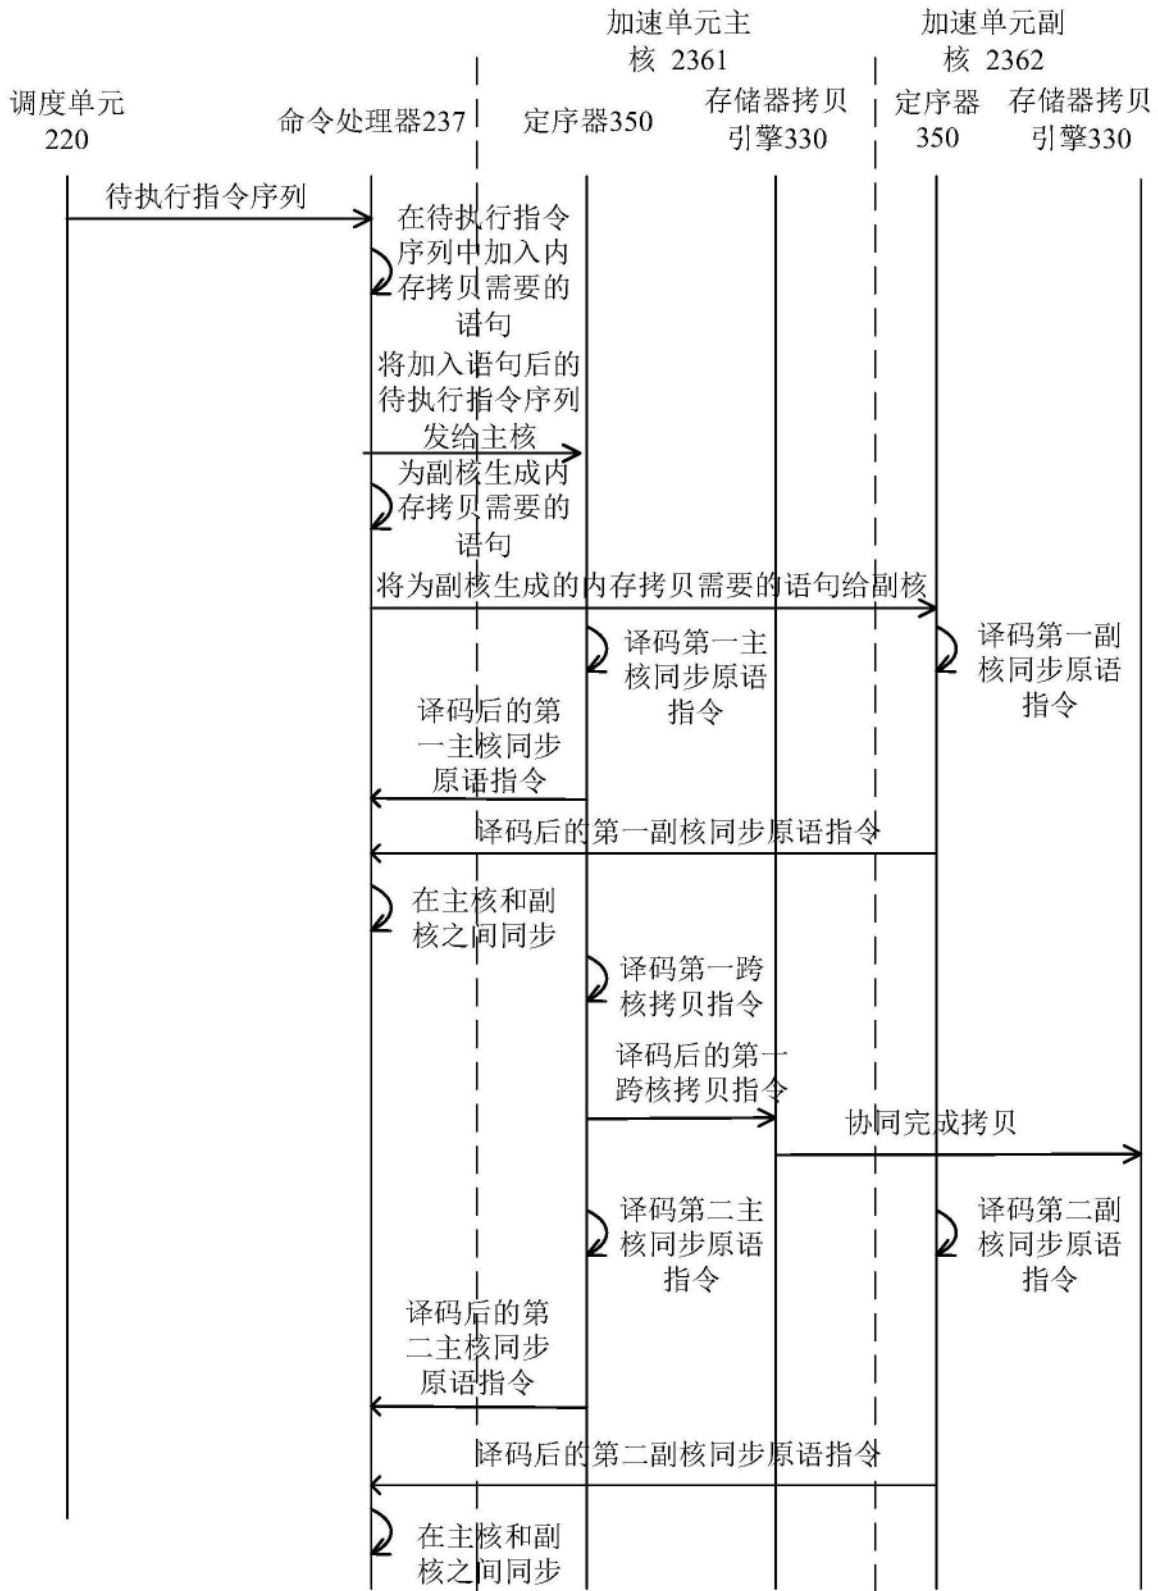 加速单元主
核 2361
加速单元副
核 2362
调度单元
220
命令处理器237
定序器350
存储器拷贝
引擎330
定序器
350
存储器拷贝
引擎330
待执行指令序列
在待执行指令
序列中加入内
存拷贝需要的
语句
将加入语句后的
待执行指令序列
发给主核
为副核生成内
存拷贝需要的
语句
将为副核生成的内存拷贝需要的语句给副核
译码第一主
核同步原语
指令
译码第一副
核同步原语
指令
译码后的第
一主核同步
原语指令
译码后的第一副核同步原语指令
在主核和副
核之间同步
译码第一跨
核拷贝指令
译码后的第一
跨核拷贝指令
协同完成拷贝
译码第二主
核同步原语
指令
译码第二副
核同步原语
指令
译码后的第
二主核同步
原语指令
译码后的第二副核同步原语指令
在主核和副
核之间同步